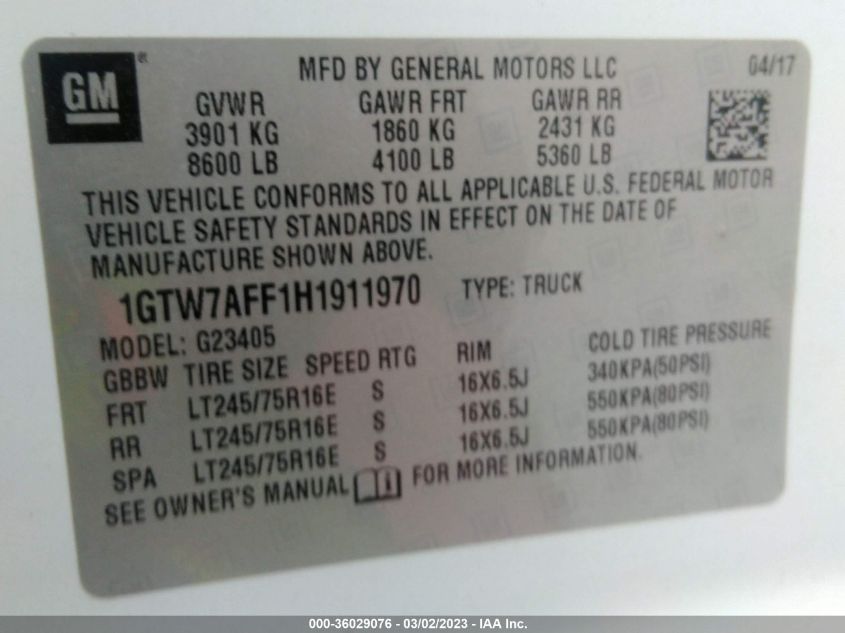 GM
MFD BY GENERAL MOTORS LLC 04/17
GVWR GAWR FRT GAWR RR
3901 KG 1860 KG 2431 KG
8600 LB 4100 LB 5360 LB
THIS VEHICLE CONFORMS TO ALL APPLICABLE U.S. FEDERAL MOTOR
VEHICLE SAFETY STANDARDS IN EFFECT ON THE DATE OF
MANUFACTURE SHOWN ABOVE.
1GTW7AFF1H1911970 TYPE: TRUCK
MODEL: G23405
GBBW TIRE SIZE SPEED RTG RIM COLD TIRE PRESSURE
FRT LT245/75R16E S 16X6.5J 340KPA(50PSI)
RR LT245/75R16E S 16X6.5J 550KPA(80PSI)
SPA LT245/75R16E S 16X6.5J 550KPA(80PSI)
SEE OWNER'S MANUAL FOR MORE INFORMATION.
000-36029076 - 03/02/2023 - IAA Inc.